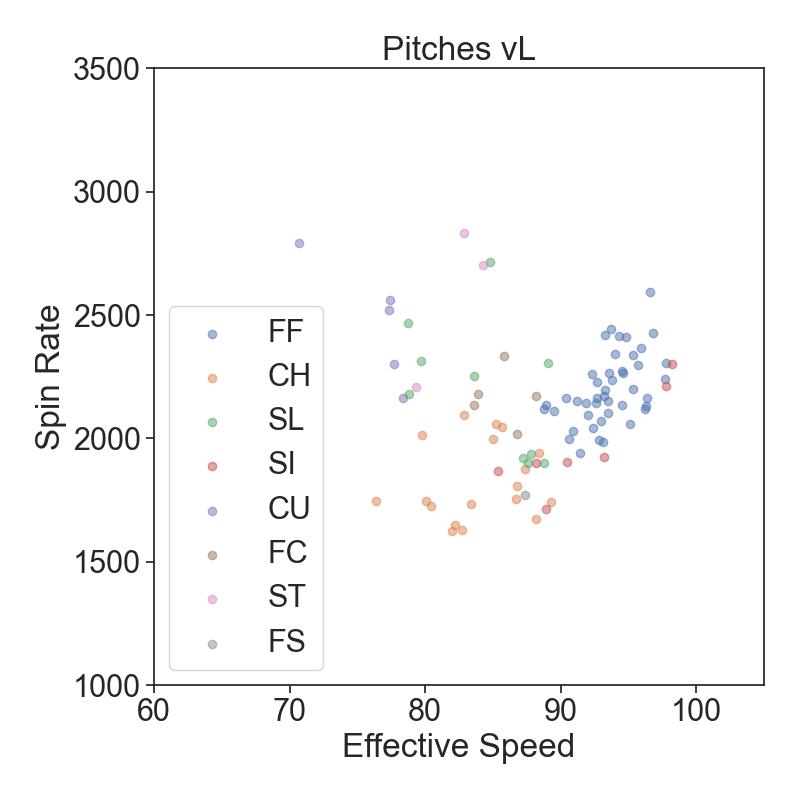 Pitches vL
3500
3000
2500
2000
1500
1000
Spin Rate
FF
CH
SL
SI
CU
FC
ST
FS
60 70 80 90 100
Effective Speed